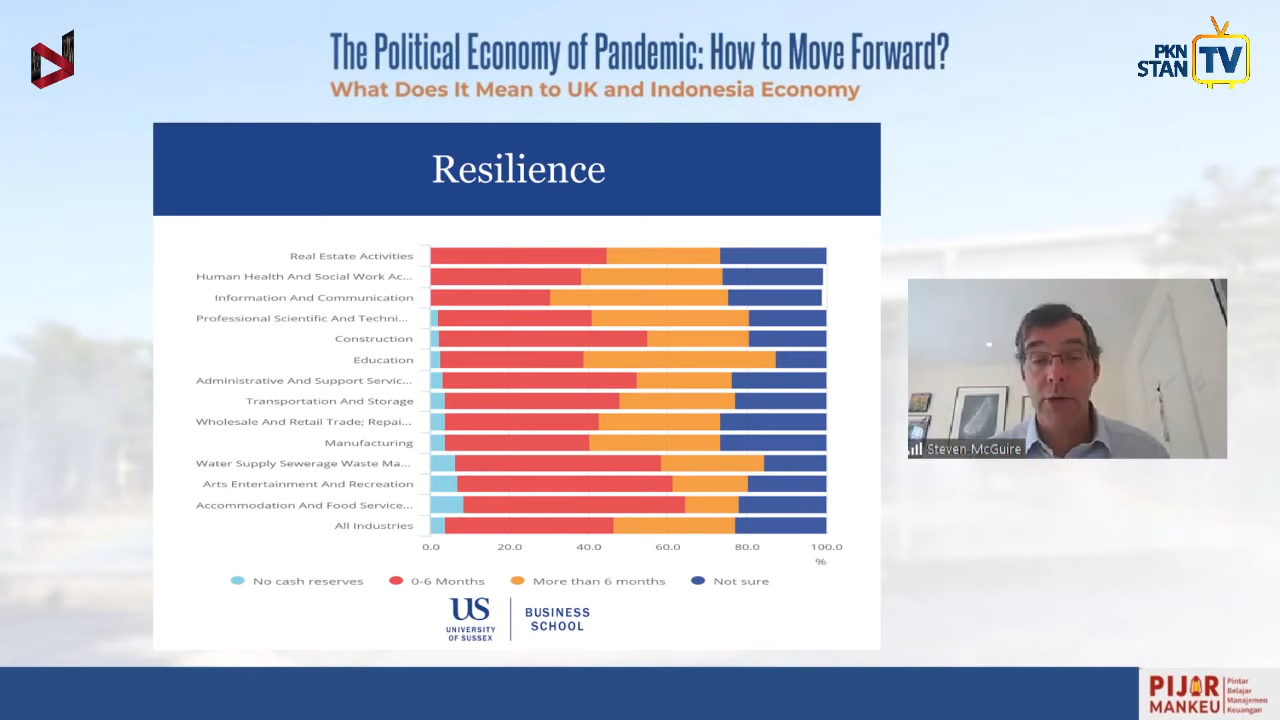 The Political Economy of Pandemic: How to Move Forward?
What Does It Mean to UK and Indonesia Economy
PKN
STAN TV
Resilience
Real Estate Activities
Human Health And Social Work Ac...
Information And Communication
Professional Scientific And Techni...
Construction
Education
Administrative And Support Servic...
Transportation And Storage
Wholesale And Retail Trade; Repai...
Manufacturing
Water Supply Sewerage Waste Ma...
Arts Entertainment And Recreation
Accommodation And Food Service...
All Industries
0.0 20.0 40.0 60.0 80.0 100.0
%
No cash reserves 0-6 Months More than 6 months Not sure
US
UNIVERSITY
OF SUSSEX
BUSINESS
SCHOOL
Steven McGuire
PIJAR
MANKEU
Pintar
Belajar
Manajemen
Keuangan